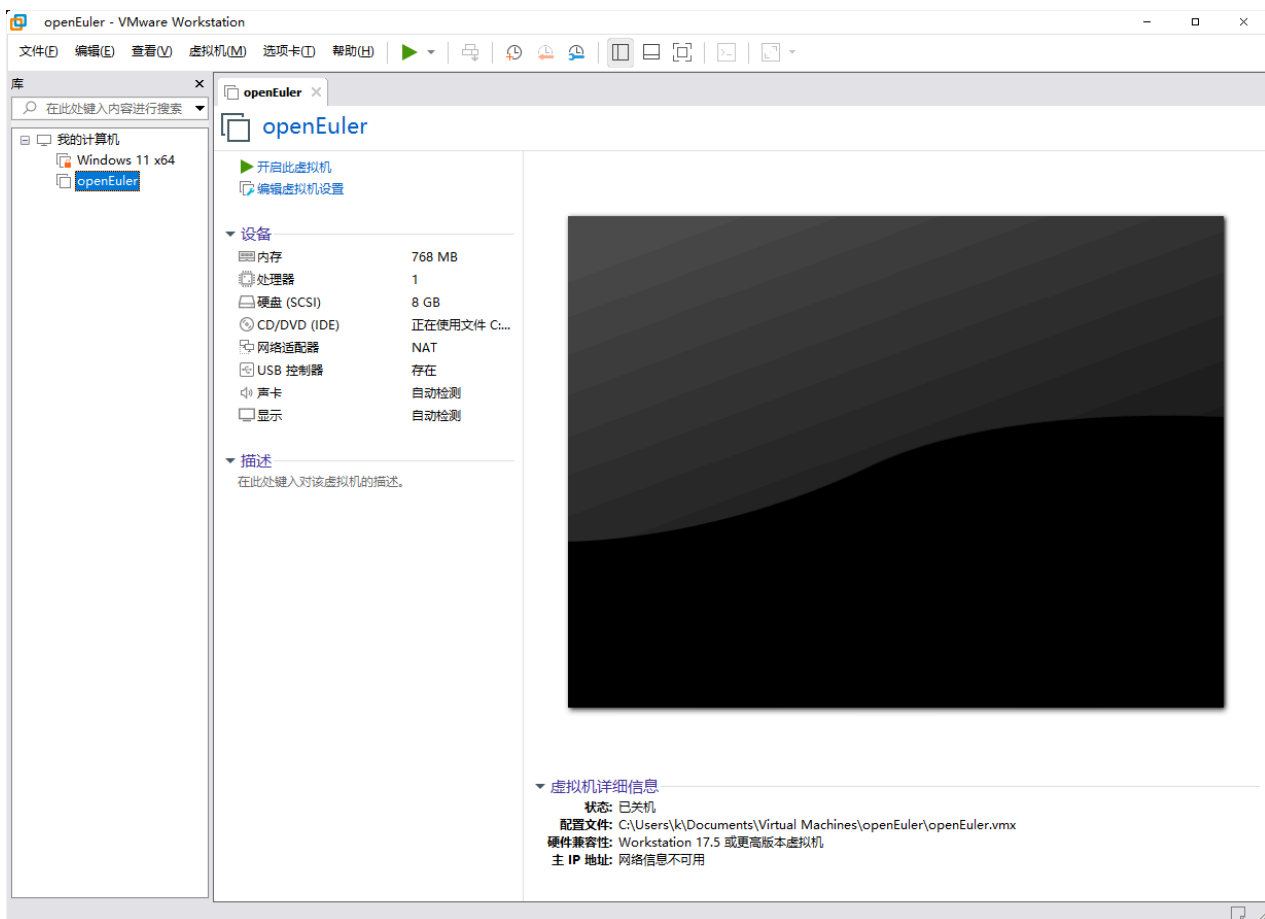 openEuler - VMware Workstation
文件(F) 编辑(E) 查看(V) 虚拟机(M) 选项卡(T) 帮助(H)
库
在此处键入内容进行搜索
我的计算机
Windows 11 x64
openEuler
openEuler
openEuler
开启此虚拟机
编辑虚拟机设置
设备
内存 768 MB
处理器 1
硬盘 (SCSI) 8 GB
CD/DVD (IDE) 正在使用文件 C:...
网络适配器 NAT
USB 控制器 存在
声卡 自动检测
显示 自动检测
描述
在此处键入对该虚拟机的描述。
虚拟机详细信息
状态: 已关机
配置文件: C:\Users\k\Documents\Virtual Machines\openEuler\openEuler.vmx
硬件兼容性: Workstation 17.5 或更高版本虚拟机
主 IP 地址: 网络信息不可用